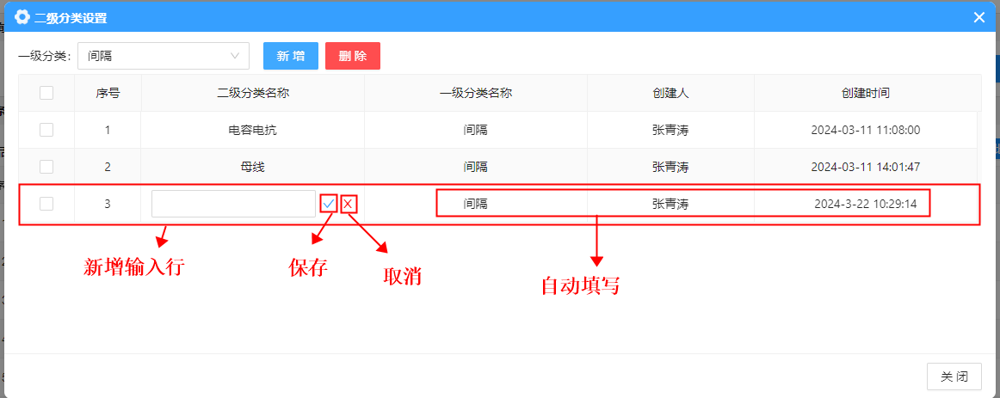 二级分类设置
一级分类： 间隔 新 增 删 除
序号 二级分类名称 一级分类名称 创建人 创建时间
1 电容电抗 间隔 张青涛 2024-03-11 11:08:00
2 母线 间隔 张青涛 2024-03-11 14:01:47
3 间隔 张青涛 2024-3-22 10:29:14
新增输入行 保存 取消 自动填写
关 闭